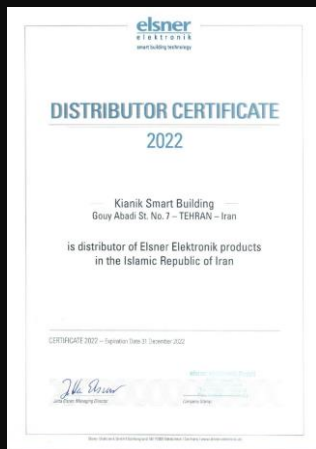 elsner
elektronik
smart building technology
DISTRIBUTOR CERTIFICATE
2022
Kianik Smart Building
Gouy Abadi St. No. 7 – TEHRAN – Iran
is distributor of Elsner Elektronik products
in the Islamic Republic of Iran
CERTIFICATE 2022 – Expiration Date 31 December 2022
Managing Director